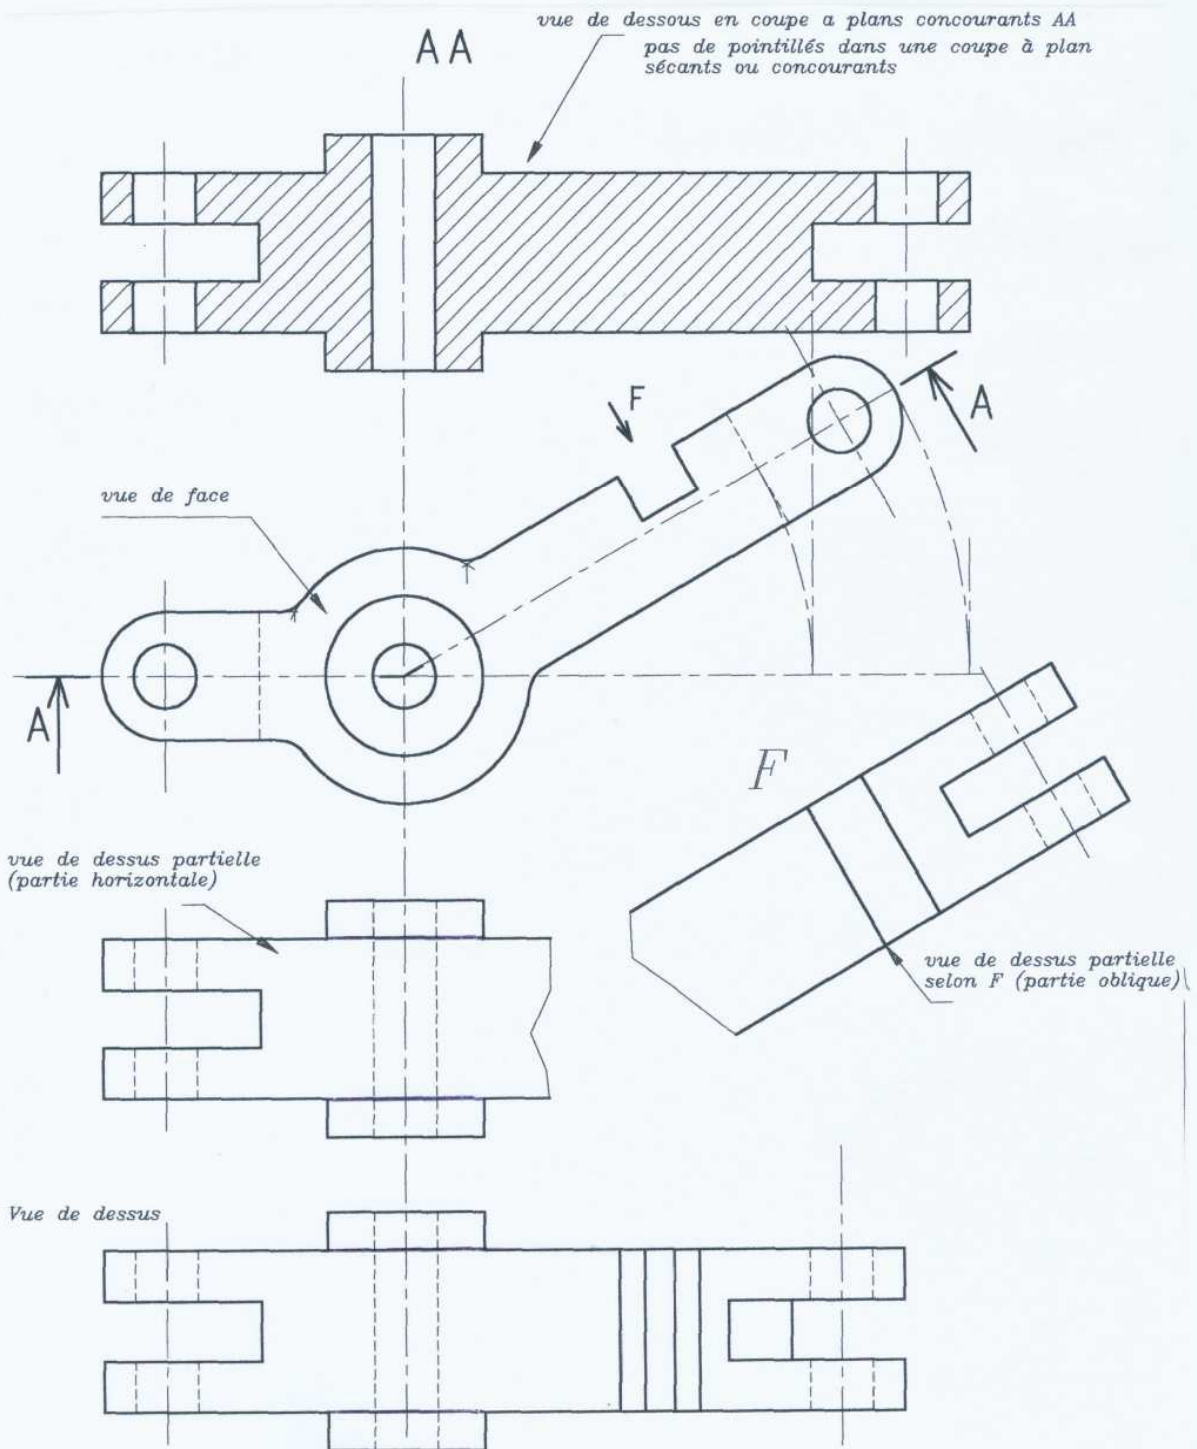 vue de dessous en coupe a plans concourants AA
pas de pointillés dans une coupe à plan
sécants ou concourants
AA
F
A
vue de face
A
F
vue de dessus partielle
(partie horizontale)
vue de dessus partielle
selon F (partie oblique)
Vue de dessus